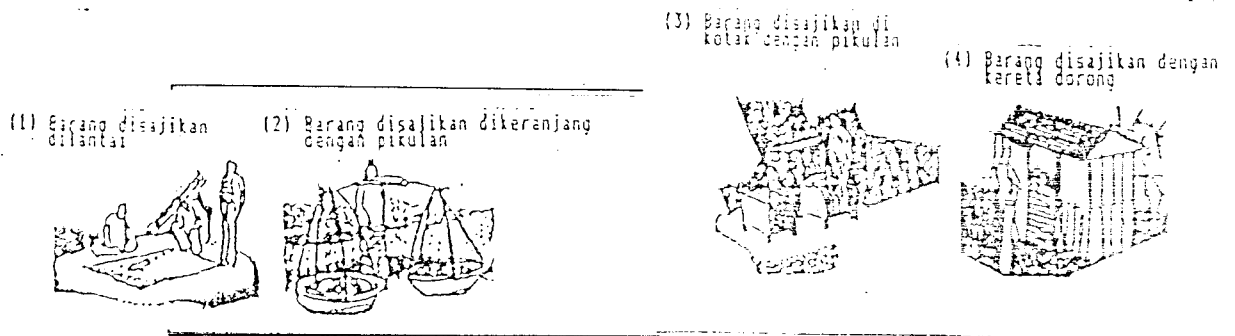 (1) Barang disajikan
dilantai
(2) Barang disajikan dikeranjang
dengan pikulan
(3) Barang disajikan di
kotak dengan pikulan
(4) Barang disajikan dengan
kereta dorong